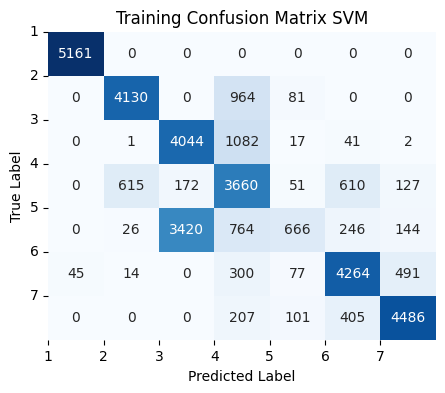 Training Confusion Matrix SVM
1
5161 0 0 0 0 0 0
2
0 4130 0 964 81 0 0
3
0 1 4044 1082 17 41 2
4
0 615 172 3660 51 610 127
5
0 26 3420 764 666 246 144
6
45 14 0 300 77 4264 491
7
0 0 0 207 101 405 4486
True Label
1 2 3 4 5 6 7
Predicted Label